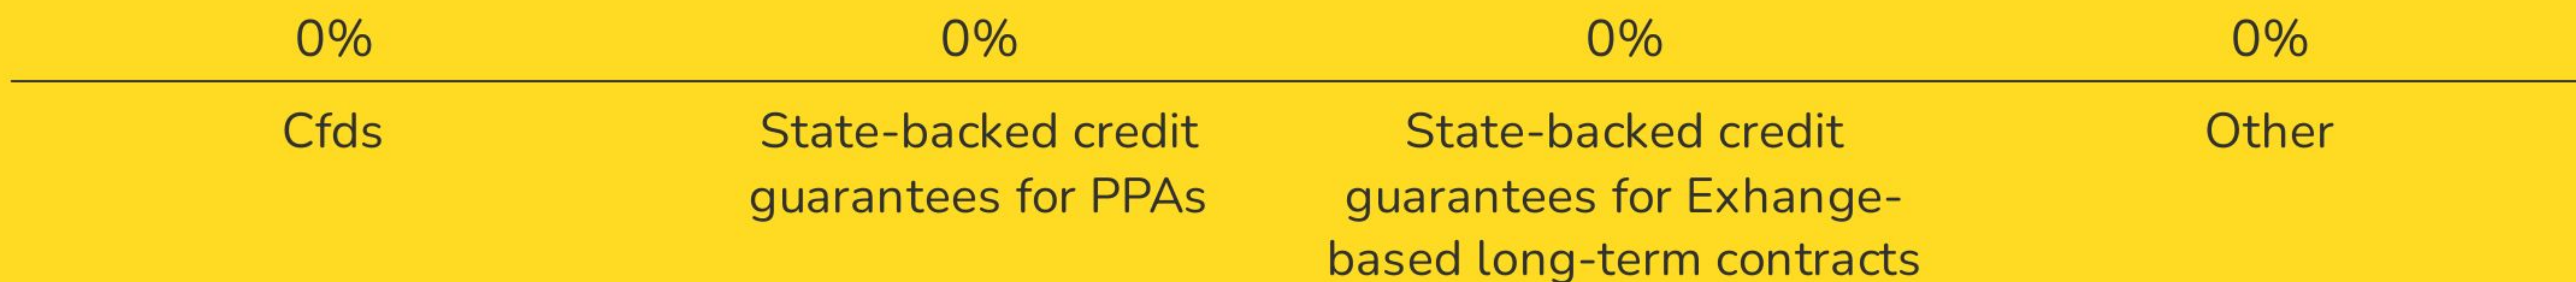 0% 0% 0% 0%
Cfds State-backed credit State-backed credit Other
guarantees for PPAs guarantees for Exhange-
based long-term contracts